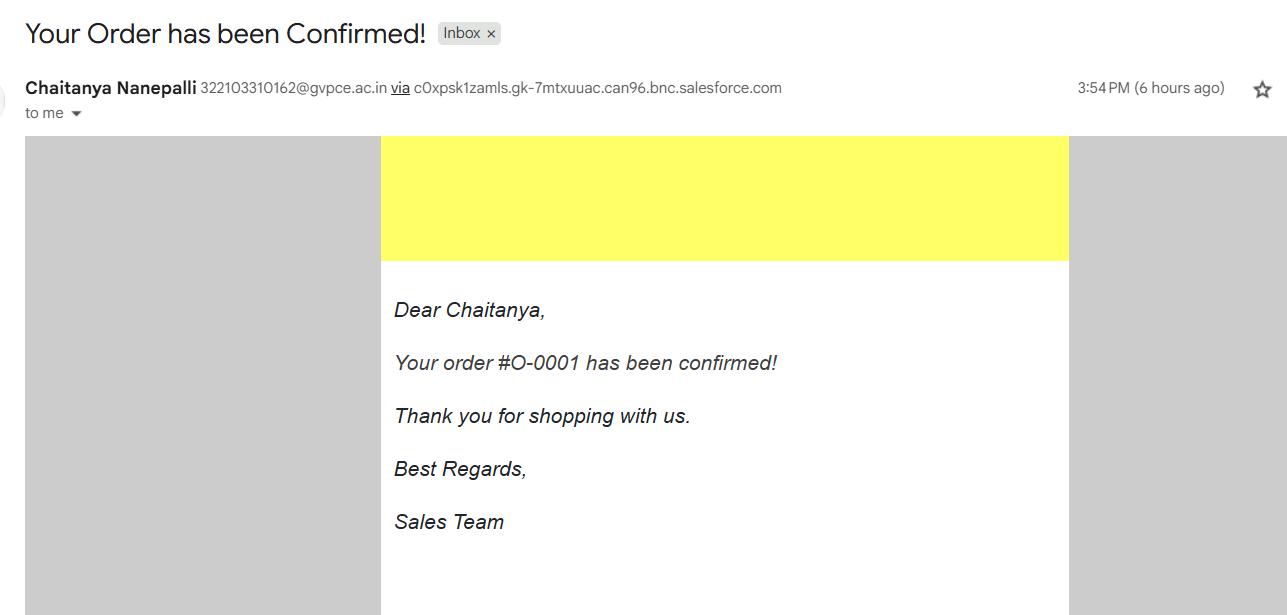 Your Order has been Confirmed! Inbox ×
Chaitanya Nanepalli 322103310162@gvpce.ac.in via c0xpsk1zamls.gk-7mtxuuac.can96.bnc.salesforce.com 3:54 PM (6 hours ago)
to me
Dear Chaitanya,
Your order #O-0001 has been confirmed!
Thank you for shopping with us.
Best Regards,
Sales Team